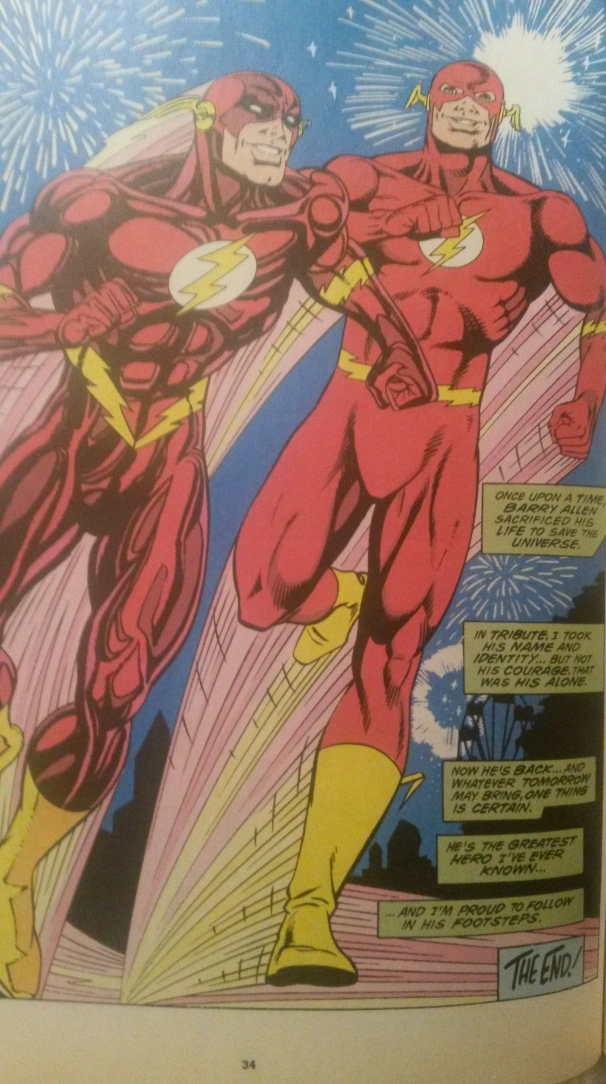 ONCE UPON A TIME,
BARRY ALLEN
SACRIFICED HIS
LIFE TO SAVE THE
UNIVERSE.
IN TRIBUTE, I TOOK
HIS NAME AND
IDENTITY... BUT NOT
HIS COURAGE. THAT
WAS HIS ALONE.
NOW HE'S BACK... AND
WHATEVER TOMORROW
MAY BRING, ONE THING
IS CERTAIN.
HE'S THE GREATEST
HERO I'VE EVER
KNOWN...
...AND I'M PROUD TO FOLLOW
IN HIS FOOTSTEPS.
THE END!
34